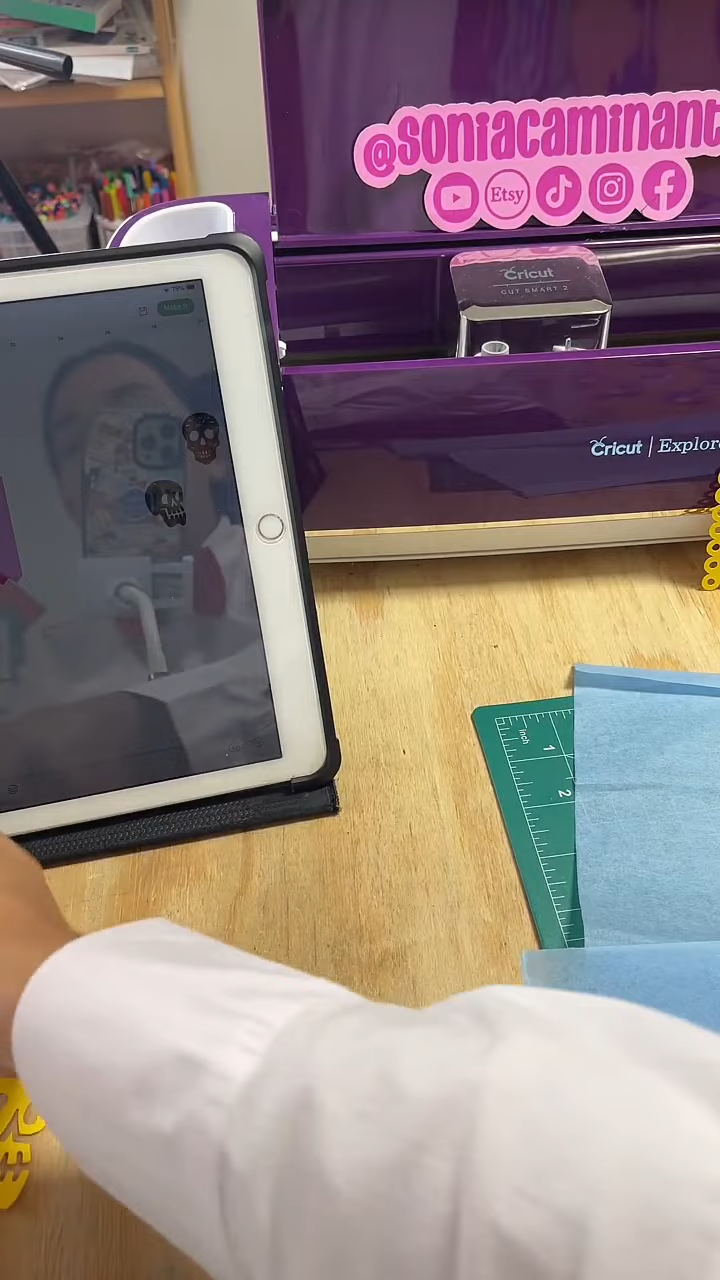 @soniacaminant
Etsy
Cricut
CUT SMART 2
Cricut | Explore
inch
1
2